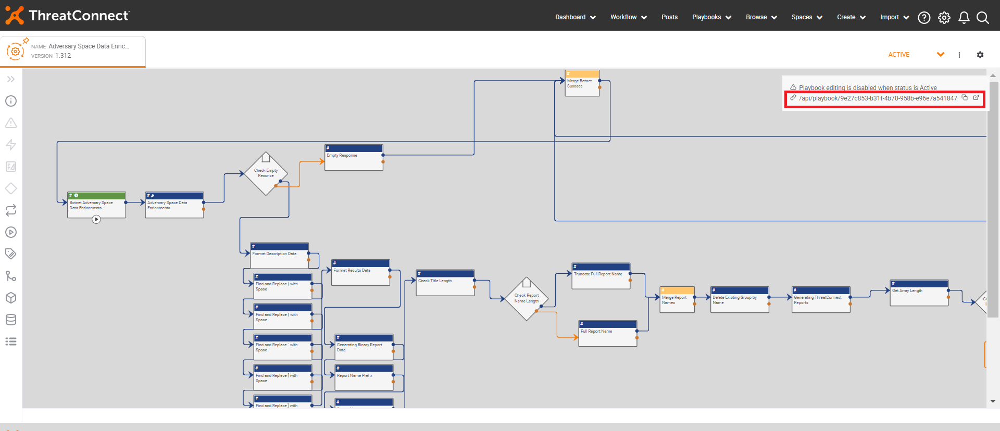 ThreatConnect
Dashboard Workflow Posts Playbooks Browse Spaces Create Import
NAME Adversary Space Data Enric...
VERSION 1.312
ACTIVE
Playbook editing is disabled when status is Active
/api/playbook/9e27c853-b31f-4b70-958b-e96e7a541847
Merge Botnet
Success
Empty Response
Check Empty
Reponse
Botnet Adversary Space
Data Enrichments
Adversary Space Data
Enrichments
Format Description Data
Find and Replace { with
Space
Find and Replace } with
Space
Find and Replace " with
Space
Find and Replace [ with
Space
Find and Replace ] with
Format Results Data
Generating Binary Report
Data
Report Name Prefix
Check Title Length
Check Report
Name Length
Truncate Full Report Name
Full Report Name
Merge Report
Names
Delete Existing Group by
Name
Generating ThreatConnect
Reports
Get Array Length